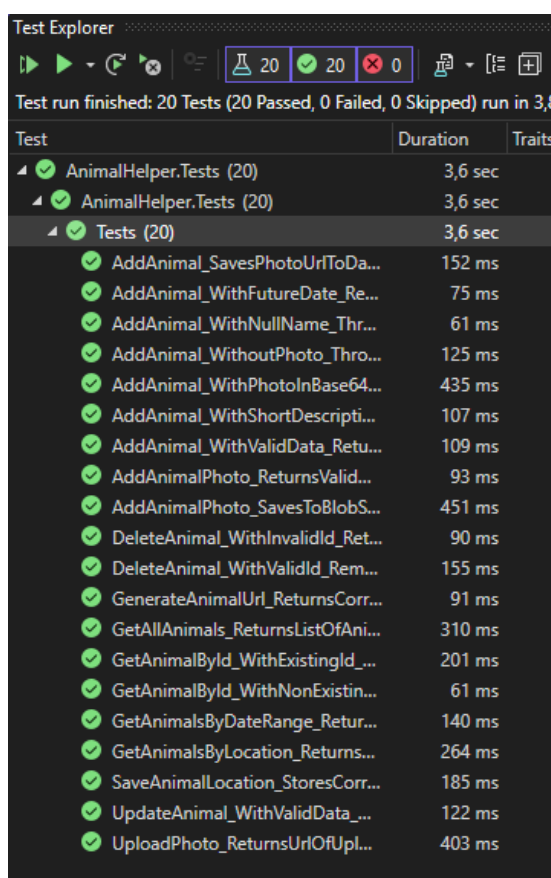 Test Explorer
20 20 0
Test run finished: 20 Tests (20 Passed, 0 Failed, 0 Skipped) run in 3,8
Test Duration Traits
AnimalHelper.Tests (20) 3,6 sec
AnimalHelper.Tests (20) 3,6 sec
Tests (20) 3,6 sec
AddAnimal_SavesPhotoUrlToDa... 152 ms
AddAnimal_WithFutureDate_Re... 75 ms
AddAnimal_WithNullName_Thr... 61 ms
AddAnimal_WithoutPhoto_Thro... 125 ms
AddAnimal_WithPhotoInBase64... 435 ms
AddAnimal_WithShortDescripti... 107 ms
AddAnimal_WithValidData_Retu... 109 ms
AddAnimalPhoto_ReturnsValid... 93 ms
AddAnimalPhoto_SavesToBlobS... 451 ms
DeleteAnimal_WithInvalidId_Ret... 90 ms
DeleteAnimal_WithValidId_Rem... 155 ms
GenerateAnimalUrl_ReturnsCorr... 91 ms
GetAllAnimals_ReturnsListOfAni... 310 ms
GetAnimalById_WithExistingId_... 201 ms
GetAnimalById_WithNonExistin... 61 ms
GetAnimalsByDateRange_Retur... 140 ms
GetAnimalsByLocation_Returns... 264 ms
SaveAnimalLocation_StoresCorr... 185 ms
UpdateAnimal_WithValidData_... 122 ms
UploadPhoto_ReturnsUrlOfUpl... 403 ms